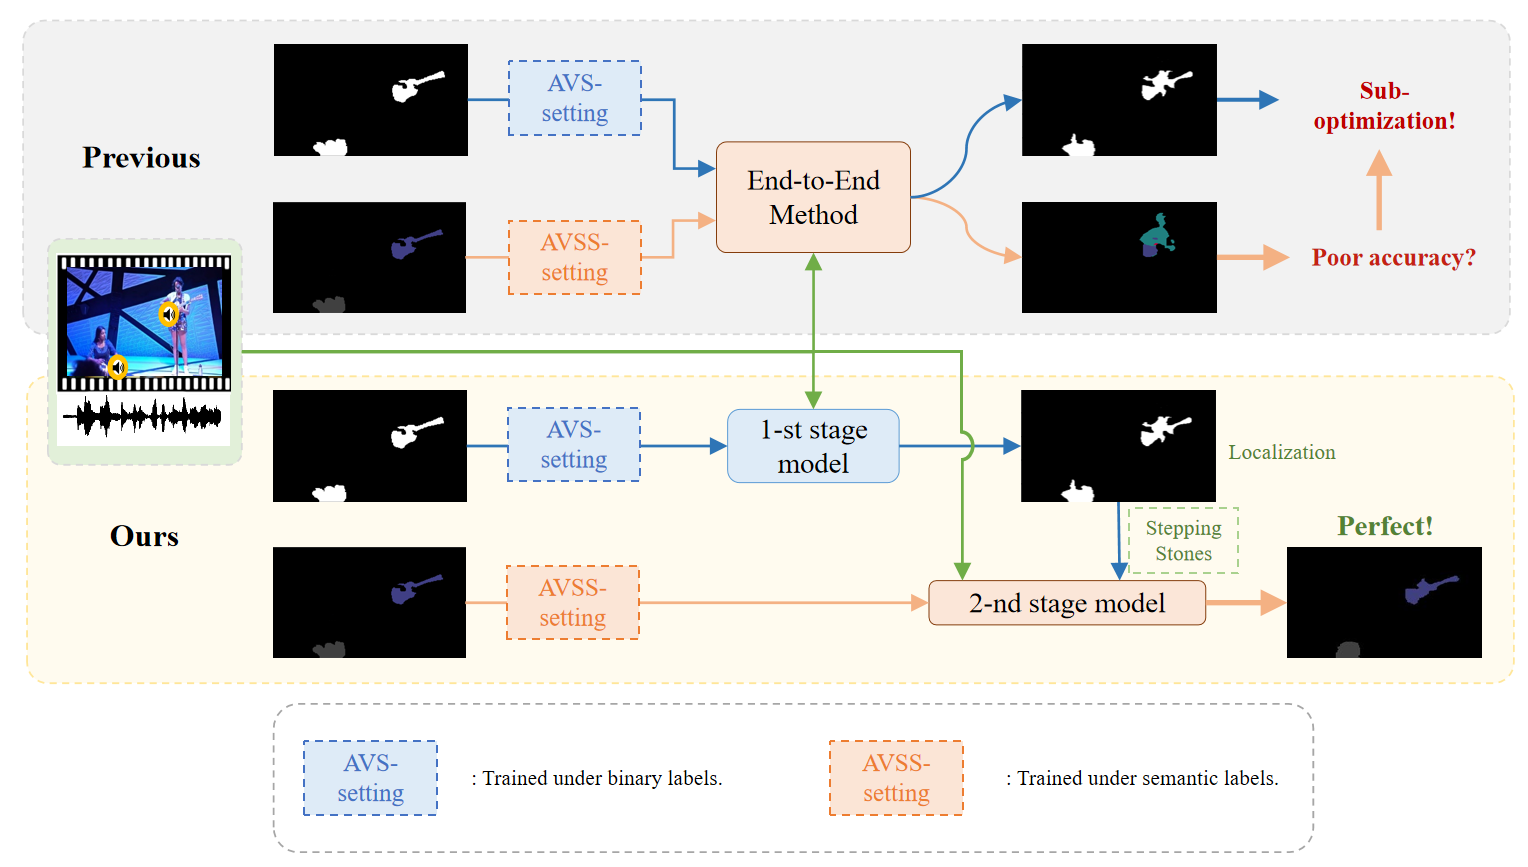 Previous
AVS-
setting
AVSS-
setting
End-to-End
Method
Sub-
optimization!
Poor accuracy?
Ours
AVS-
setting
1-st stage
model
Localization
Stepping
Stones
Perfect!
AVSS-
setting
2-nd stage model
AVS-
setting
: Trained under binary labels.
AVSS-
setting
: Trained under semantic labels.